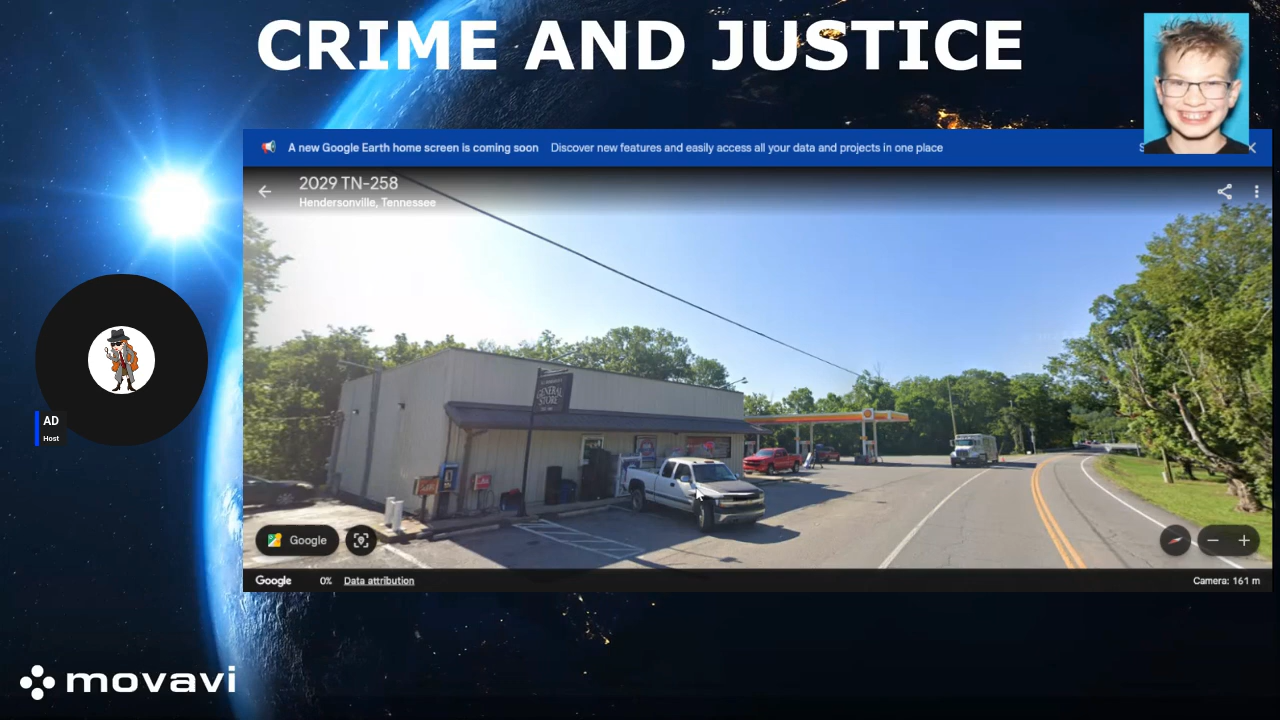 CRIME AND JUSTICE
A new Google Earth home screen is coming soon Discover new features and easily access all your data and projects in one place
2029 TN-258
Hendersonville, Tennessee
GENERAL
STORE
AD
Host
Google
Google 0% Data attribution Camera: 161 m
movavi